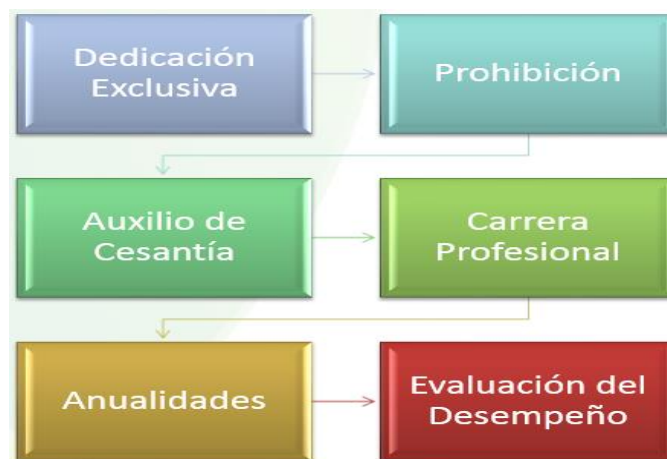 Dedicación
Exclusiva
Prohibición
Auxilio de
Cesantía
Carrera
Profesional
Anualidades
Evaluación del
Desempeño